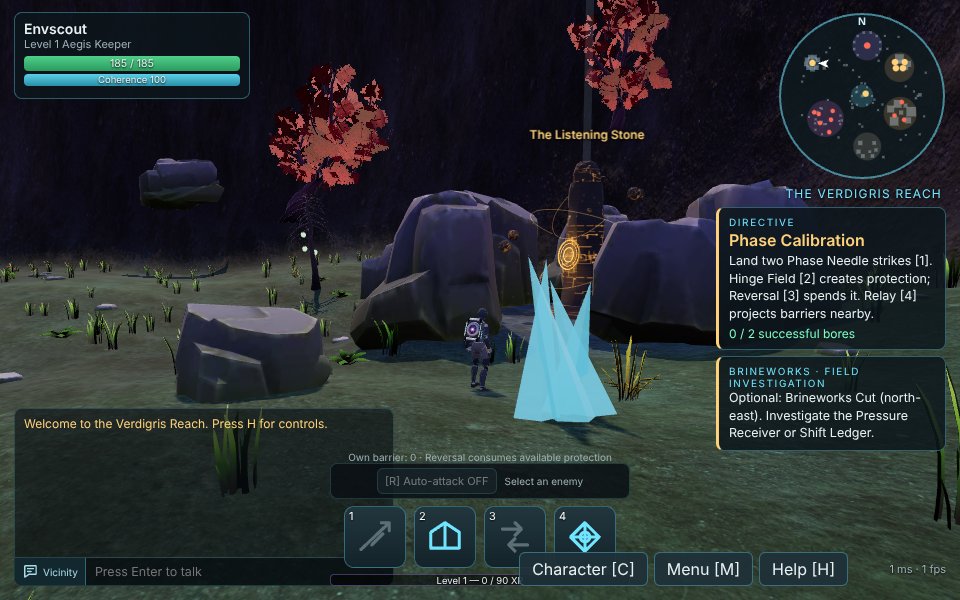 Envscout
Level 1 Aegis Keeper
185 / 185
Coherence 100
N
The Listening Stone
THE VERDIGRIS REACH
DIRECTIVE
Phase Calibration
Land two Phase Needle strikes [1].
Hinge Field [2] creates protection;
Reversal [3] spends it. Relay [4]
projects barriers nearby.
0 / 2 successful bores
BRINEWORKS · FIELD
INVESTIGATION
Optional: Brineworks Cut (north-
east). Investigate the Pressure
Receiver or Shift Ledger.
Welcome to the Verdigris Reach. Press H for controls.
Own barrier: 0 · Reversal consumes available protection
[R] Auto-attack OFF
Select an enemy
1
2
3
4
Vicinity
Press Enter to talk
Level 1 — 0 / 90
Character [C]
Menu [M]
Help [H]
1 ms · 1 fps